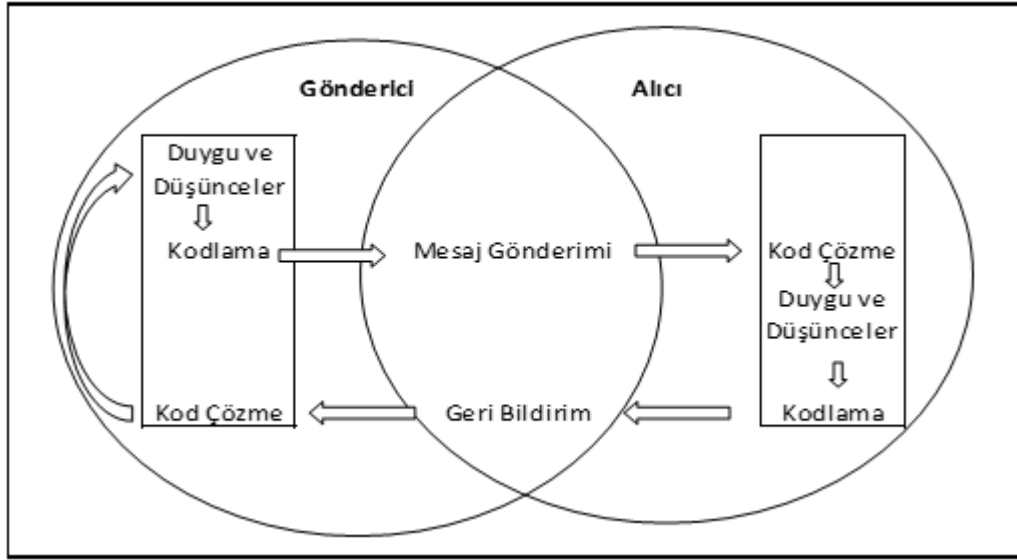 Gönderici
Alıcı
Duygu ve
Düşünceler
Kodlama
Mesaj Gönderimi
Kod Çözme
Duygu ve
Düşünceler
Kod Çözme
Geri Bildirim
Kodlama